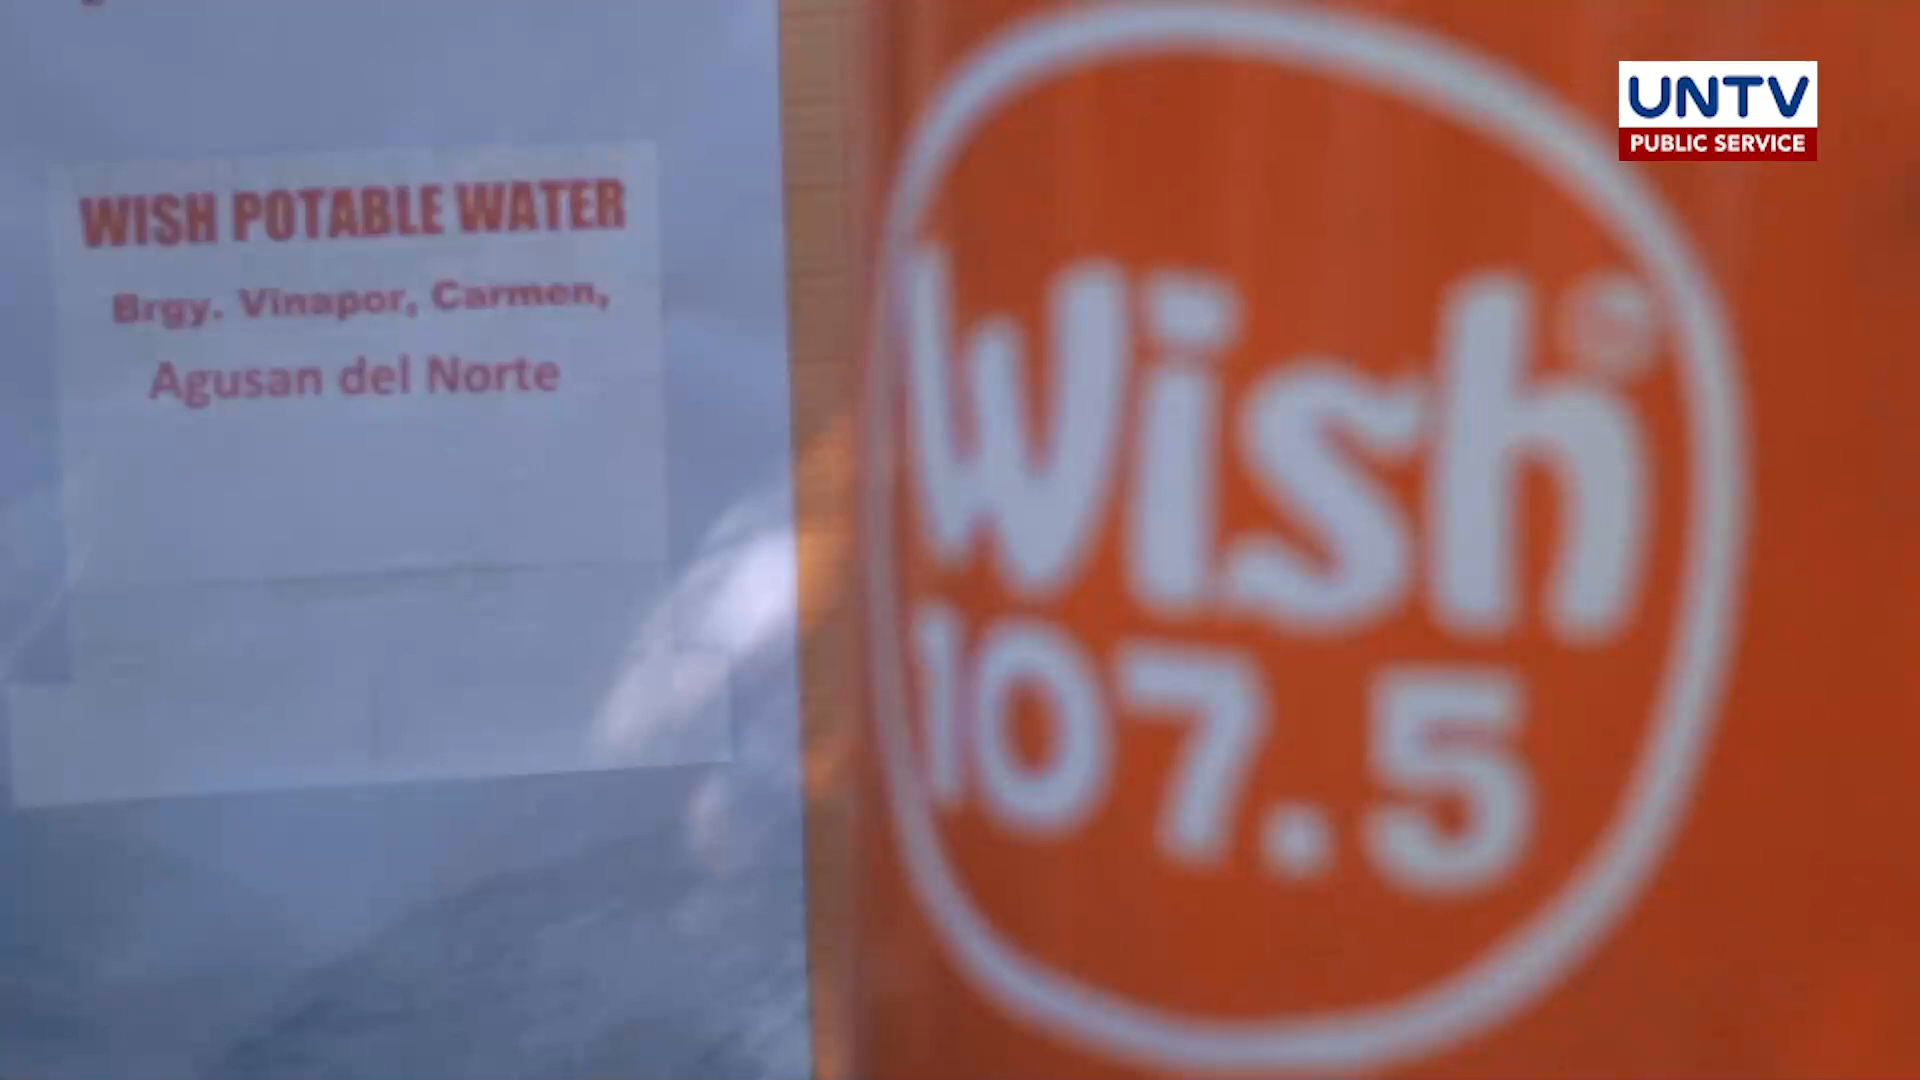 WISH POTABLE WATER
Brgy. Vinapor, Carmen,
Agusan del Norte
Wish
107.5
UNTV
PUBLIC SERVICE